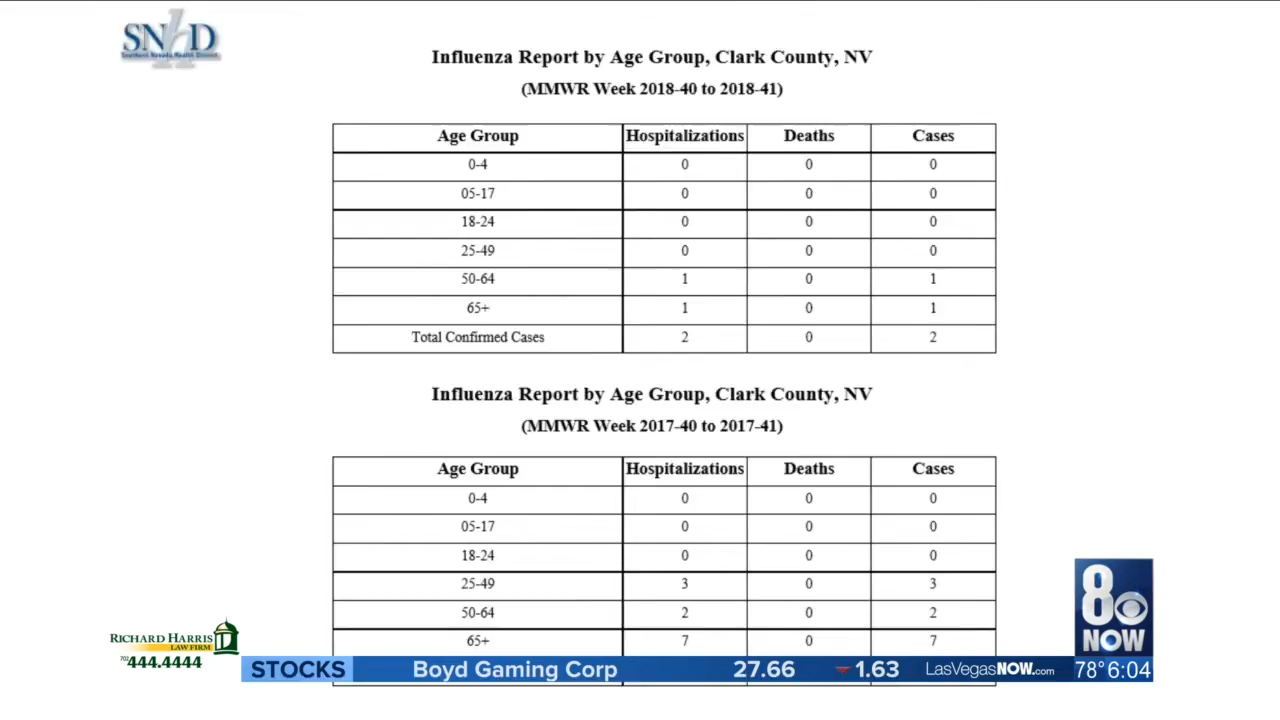 SNHD
Southern Nevada Health District
Influenza Report by Age Group, Clark County, NV
(MMWR Week 2018-40 to 2018-41)
Age Group Hospitalizations Deaths Cases
0-4 0 0 0
05-17 0 0 0
18-24 0 0 0
25-49 0 0 0
50-64 1 0 1
65+ 1 0 1
Total Confirmed Cases 2 0 2
Influenza Report by Age Group, Clark County, NV
(MMWR Week 2017-40 to 2017-41)
Age Group Hospitalizations Deaths Cases
0-4 0 0 0
05-17 0 0 0
18-24 0 0 0
25-49 3 0 3
50-64 2 0 2
65+ 7 0 7
RICHARD HARRIS
LAW FIRM
702 444.4444
8
NOW
STOCKS Boyd Gaming Corp 27.66 1.63 LasVegasNOW.com 78° 6:04